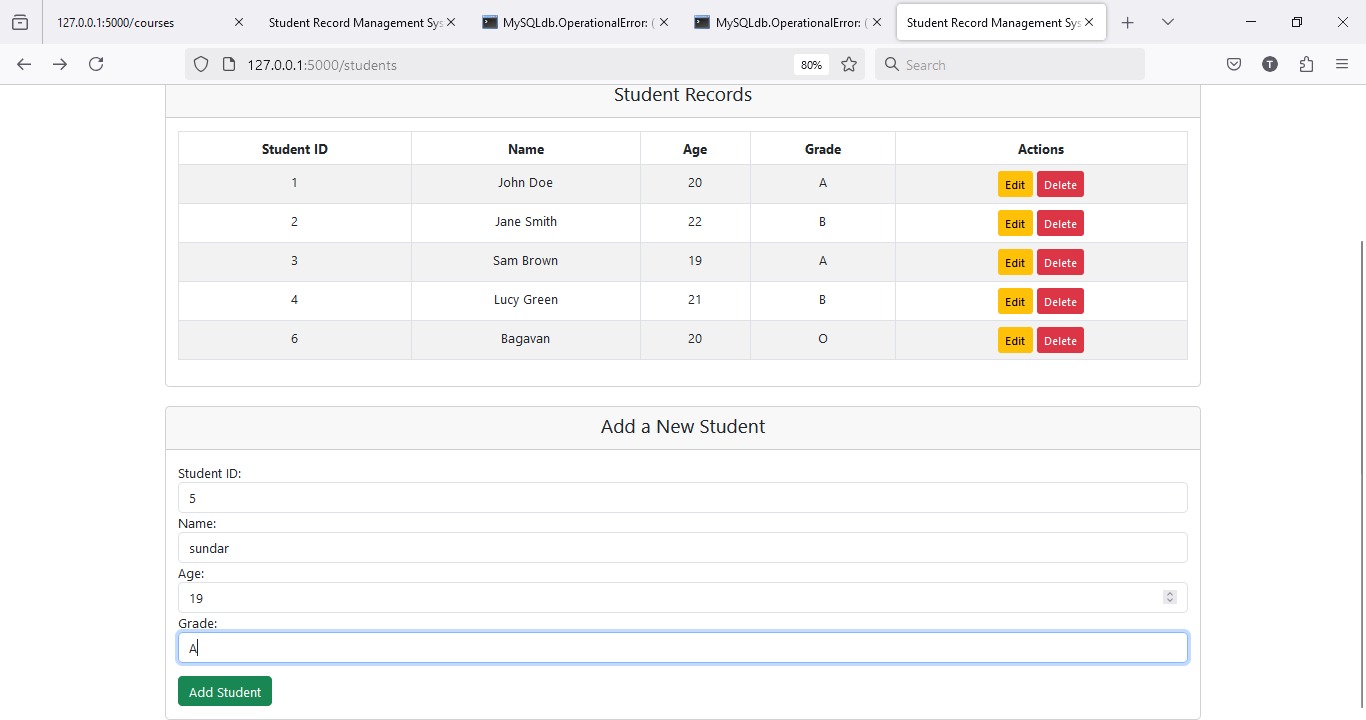 127.0.0.1:5000/courses
Student Record Management Sys
MySQLdb.OperationalError: (
MySQLdb.OperationalError: (
Student Record Management Sys
127.0.0.1:5000/students
80%
Search
T
Student Records
Student ID Name Age Grade Actions
1 John Doe 20 A Edit Delete
2 Jane Smith 22 B Edit Delete
3 Sam Brown 19 A Edit Delete
4 Lucy Green 21 B Edit Delete
6 Bagavan 20 O Edit Delete
Add a New Student
Student ID:
5
Name:
sundar
Age:
19
Grade:
A
Add Student